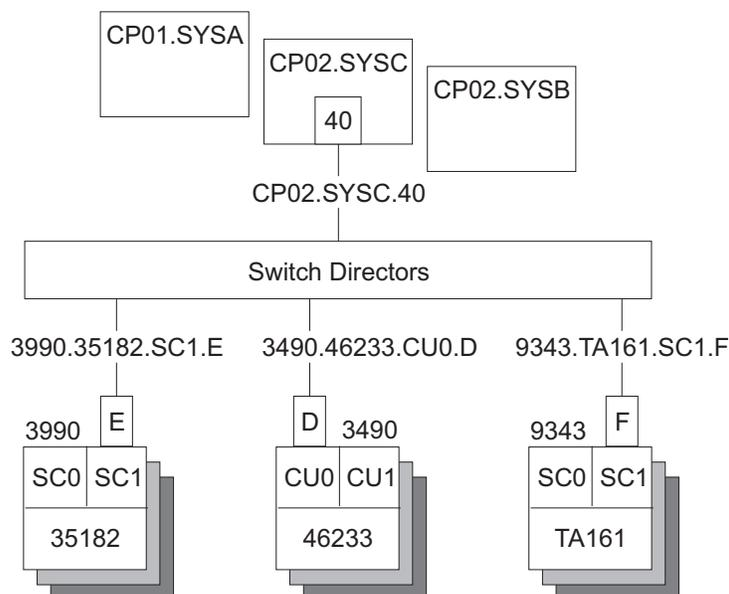 CP01.SYSA
CP02.SYSC
CP02.SYSB
40
CP02.SYSC.40
Switch Directors
3990.35182.SC1.E
3490.46233.CU0.D
9343.TA161.SC1.F
3990
E
D
3490
9343
F
SC0
SC1
CU0
CU1
SC0
SC1
35182
46233
TA161